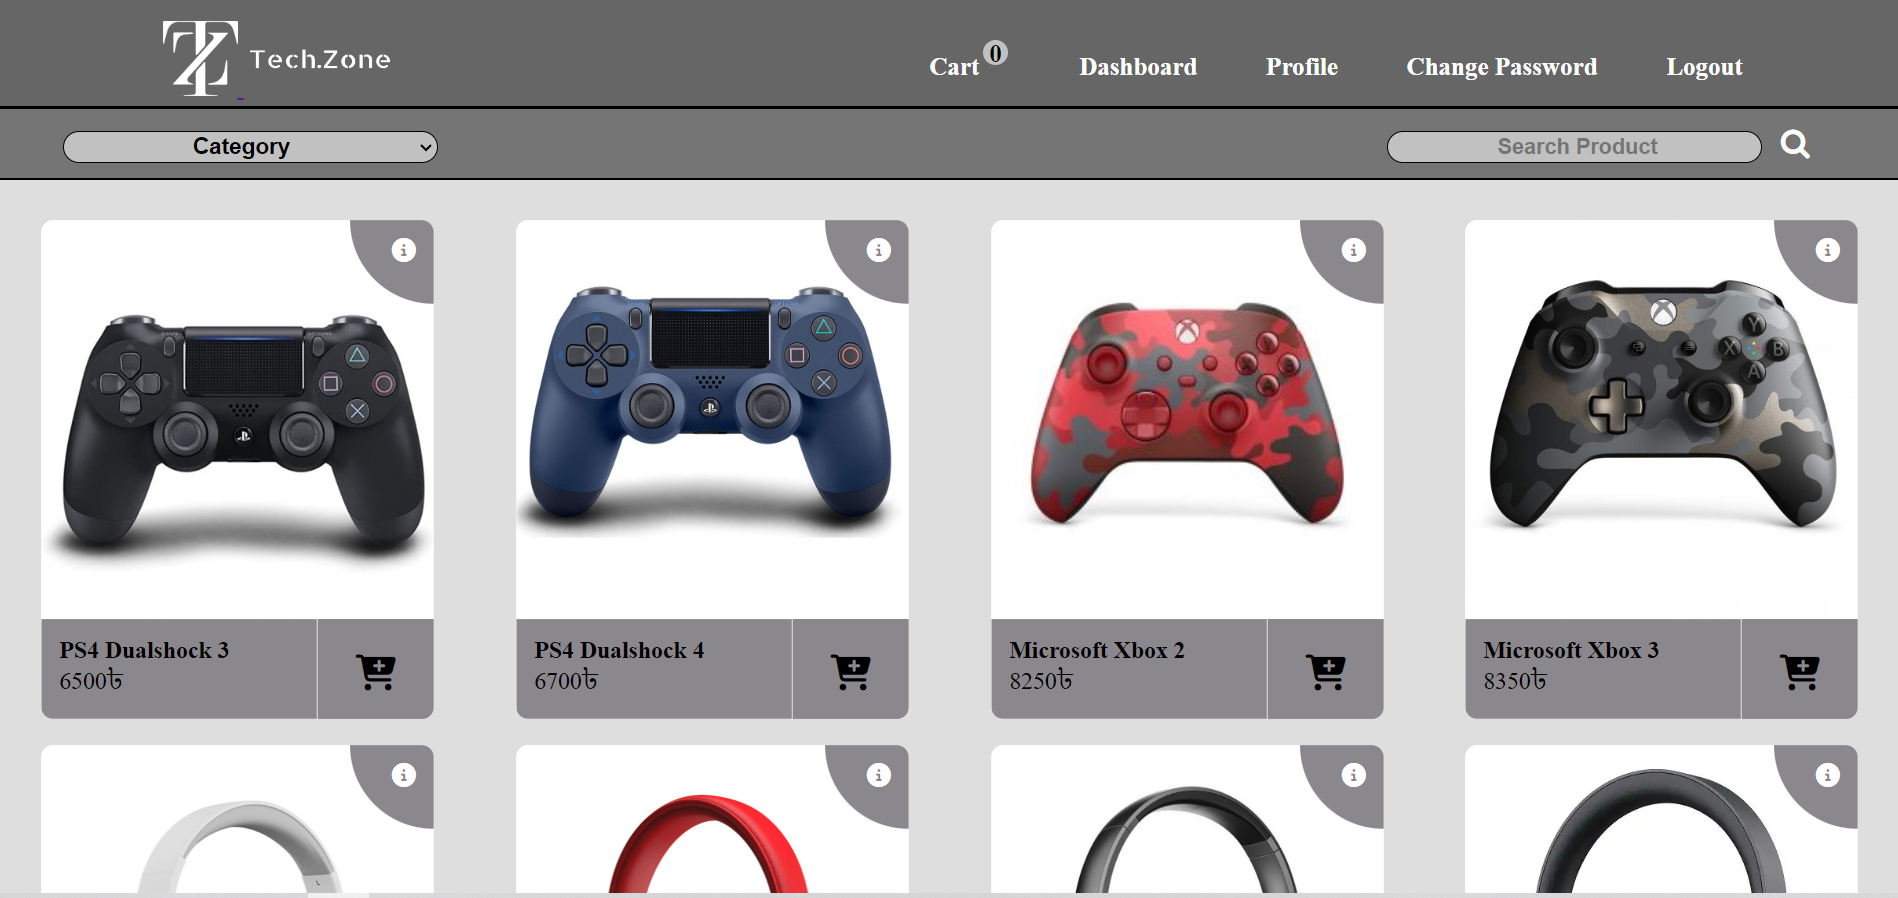 Tech.Zone
Cart 0 Dashboard Profile Change Password Logout
Category
Search Product
PS4 Dualshock 3
6500৳
PS4 Dualshock 4
6700৳
Microsoft Xbox 2
8250৳
Microsoft Xbox 3
8350৳